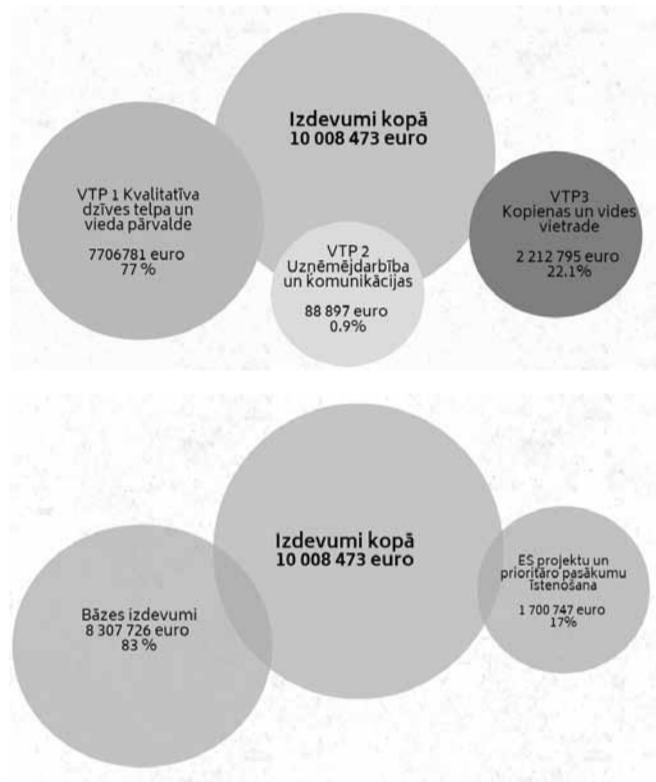 Izdevumi kopā
10 008 473 euro
VTP 1 Kvalitatīva
dzīves telpa un
vieda pārvalde
7706781 euro
77 %
VTP 2
Uzņēmējdarbība
un komunikācijas
88 897 euro
0.9%
VTP3
Kopienas un vides
vietrade
2 212 795 euro
22.1%
Izdevumi kopā
10 008 473 euro
Bāzes izdevumi
8 307 726 euro
83 %
ES projektu un
prioritāro pasākumu
īstenošana
1 700 747 euro
17%